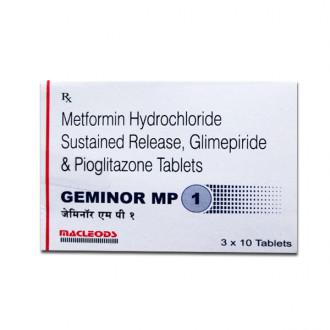 Rx
Metformin Hydrochloride
Sustained Release, Glimepiride
& Pioglitazone Tablets
GEMINOR MP 1
जेमिनॉर एम पी १
MACLEODS
3 x 10 Tablets